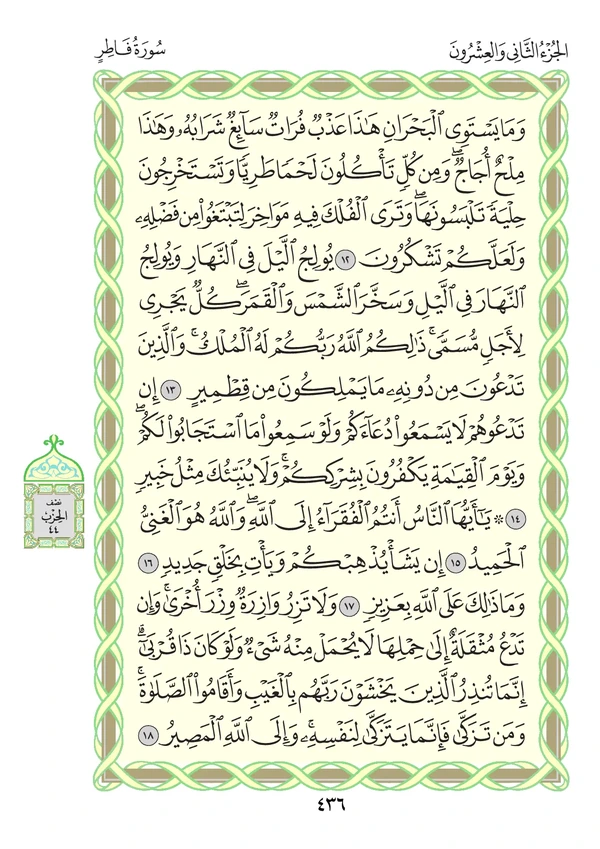 الجُزْءُ الثَّانِي وَالعِشْرُونَ
سُورَةُ فَاطِرٍ
وَمَا يَسْتَوِي ٱلْبَحْرَانِ هَٰذَا عَذْبٌ فُرَاتٌ سَآئِغٌ شَرَابُهُۥ وَهَٰذَا
مِلْحٌ أُجَاجٌ ۖ وَمِن كُلٍّ تَأْكُلُونَ لَحْمًا طَرِيًّا وَتَسْتَخْرِجُونَ
حِلْيَةً تَلْبَسُونَهَا ۖ وَتَرَى ٱلْفُلْكَ فِيهِ مَوَاخِرَ لِتَبْتَغُوا۟ مِن فَضْلِهِۦ
وَلَعَلَّكُمْ تَشْكُرُونَ ١٢ يُولِجُ ٱلَّيْلَ فِى ٱلنَّهَارِ وَيُولِجُ
ٱلنَّهَارَ فِى ٱلَّيْلِ وَسَخَّرَ ٱلشَّمْسَ وَٱلْقَمَرَ ۖ كُلٌّ يَجْرِى
لِأَجَلٍ مُّسَمًّى ۚ ذَٰلِكُمُ ٱللَّهُ رَبُّكُمْ لَهُ ٱلْمُلْكُ ۚ وَٱلَّذِينَ
تَدْعُونَ مِن دُونِهِۦ مَا يَمْلِكُونَ مِن قِطْمِيرٍ ١٣ إِن
تَدْعُوهُمْ لَا يَسْمَعُوا۟ دُعَآءَكُمْ وَلَوْ سَمِعُوا۟ مَا ٱسْتَجَابُوا۟ لَكُمْ ۖ
وَيَوْمَ ٱلْقِيَٰمَةِ يَكْفُرُونَ بِشِرْكِكُمْ ۚ وَلَا يُنَبِّئُكَ مِثْلُ خَبِيرٍ
١٤ ۞ يَٰٓأَيُّهَا ٱلنَّاسُ أَنتُمُ ٱلْفُقَرَآءُ إِلَى ٱللَّهِ ۖ وَٱللَّهُ هُوَ ٱلْغَنِىُّ
ٱلْحَمِيدُ ١٥ إِن يَشَأْ يُذْهِبْكُمْ وَيَأْتِ بِخَلْقٍ جَدِيدٍ ١٦
وَمَا ذَٰلِكَ عَلَى ٱللَّهِ بِعَزِيزٍ ١٧ وَلَا تَزِرُ وَازِرَةٌ وِزْرَ أُخْرَىٰ ۚ وَإِن
تَدْعُ مُثْقَلَةٌ إِلَىٰ حِمْلِهَا لَا يُحْمَلْ مِنْهُ شَىْءٌ وَلَوْ كَانَ ذَا قُرْبَىٰٓ ۗ
إِنَّمَا تُنذِرُ ٱلَّذِينَ يَخْشَوْنَ رَبَّهُم بِٱلْغَيْبِ وَأَقَامُوا۟ ٱلصَّلَوٰةَ ۚ
وَمَن تَزَكَّىٰ فَإِنَّمَا يَتَزَكَّىٰ لِنَفْسِهِۦ ۚ وَإِلَى ٱللَّهِ ٱلْمَصِيرُ ١٨
نِصْف
الحِزْب
٤٤
٤٣٦